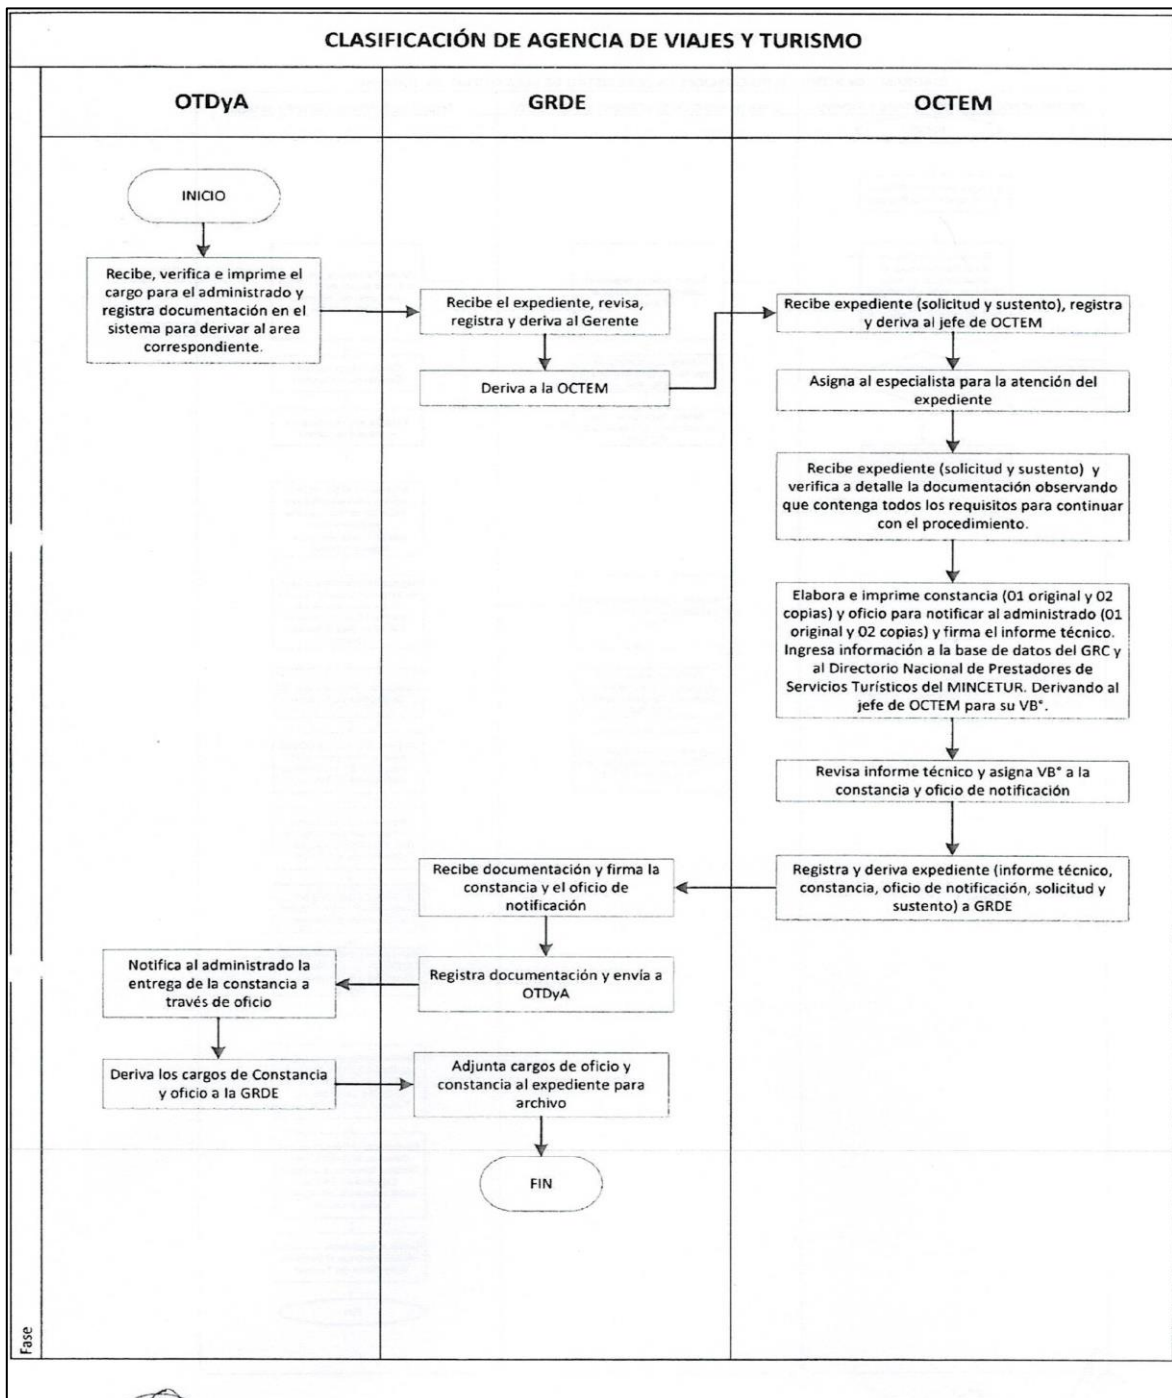 CLASIFICACIÓN DE AGENCIA DE VIAJES Y TURISMO
OTDyA
GRDE
OCTEM
INICIO
Recibe, verifica e imprime el
cargo para el administrado y
registra documentación en el
sistema para derivar al area
correspondiente.
Recibe el expediente, revisa,
registra y deriva al Gerente
Deriva a la OCTEM
Recibe expediente (solicitud y sustento), registra
y deriva al jefe de OCTEM
Asigna al especialista para la atención del
expediente
Recibe expediente (solicitud y sustento) y
verifica a detalle la documentación observando
que contenga todos los requisitos para continuar
con el procedimiento.
Elabora e imprime constancia (01 original y 02
copias) y oficio para notificar al administrado (01
original y 02 copias) y firma el informe técnico.
Ingresa información a la base de datos del GRC y
al Directorio Nacional de Prestadores de
Servicios Turísticos del MINCETUR. Derivando al
jefe de OCTEM para su VB°.
Revisa informe técnico y asigna VB° a la
constancia y oficio de notificación
Registra y deriva expediente (informe técnico,
constancia, oficio de notificación, solicitud y
sustento) a GRDE
Recibe documentación y firma la
constancia y el oficio de
notificación
Registra documentación y envía a
OTDyA
Notifica al administrado la
entrega de la constancia a
través de oficio
Deriva los cargos de Constancia
y oficio a la GRDE
Adjunta cargos de oficio y
constancia al expediente para
archivo
FIN
Fase